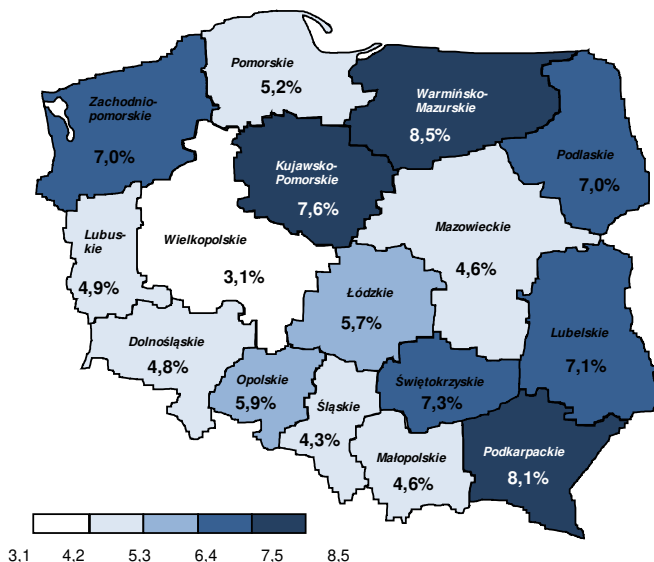 Pomorskie
5,2%
Warmińsko-
Mazurskie
8,5%
Zachodnio-
pomorskie
7,0%
Podlaskie
7,0%
Kujawsko-
Pomorskie
7,6%
Mazowieckie
4,6%
Lubus-
kie
4,9%
Wielkopolskie
3,1%
Łódzkie
5,7%
Lubelskie
7,1%
Dolnośląskie
4,8%
Opolskie
5,9%
Śląskie
4,3%
Świętokrzyskie
7,3%
Małopolskie
4,6%
Podkarpackie
8,1%
3.1 4.2 5.3 6.4 7.5 8.5